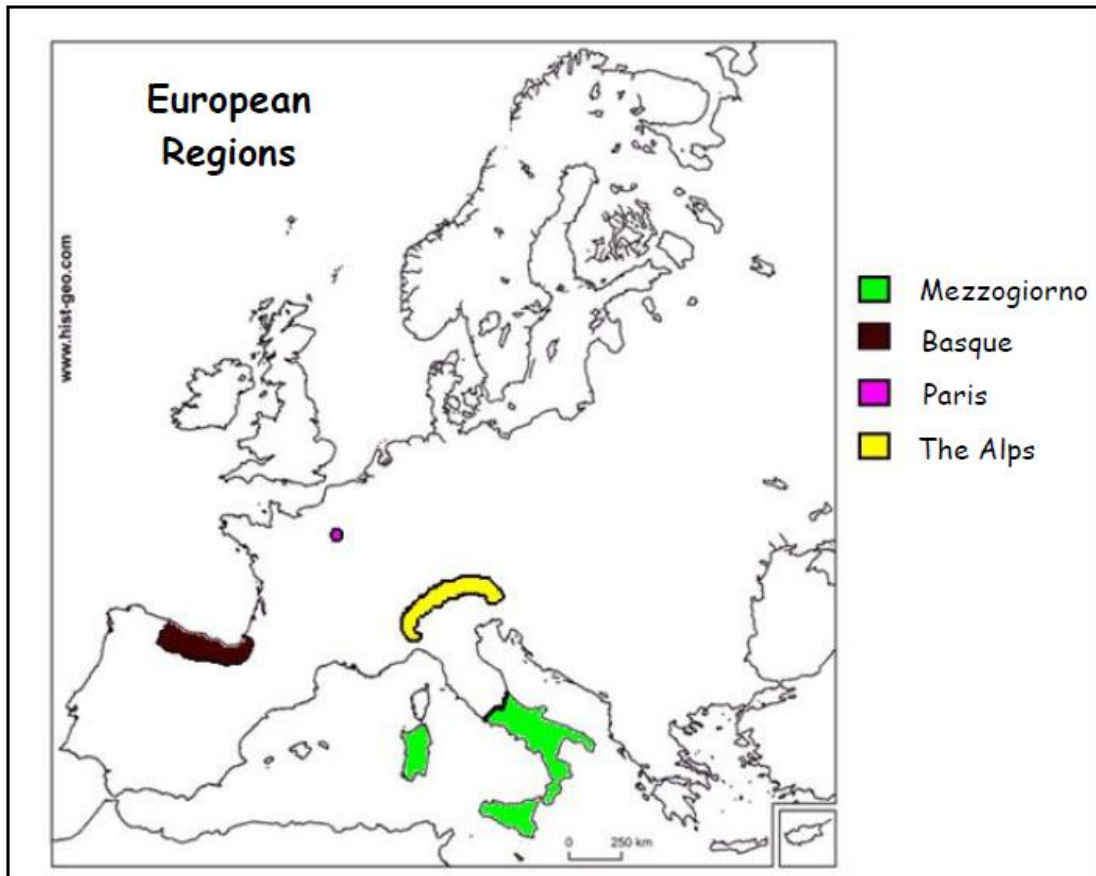 European
Regions
www.hist-geo.com
Mezzogiorno
Basque
Paris
The Alps
0 250 km